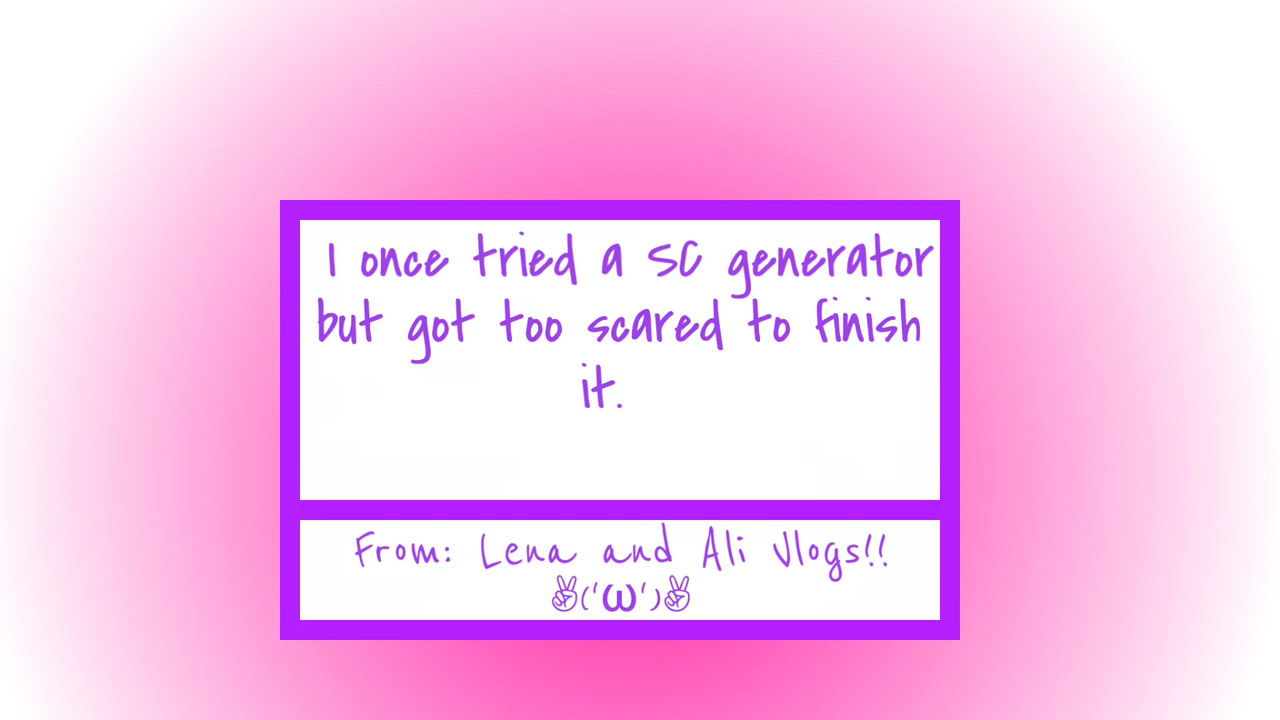 I once tried a SC generator
but got too scared to finish
it.
From: Lena and Ali Vlogs!!
✌('ω')✌